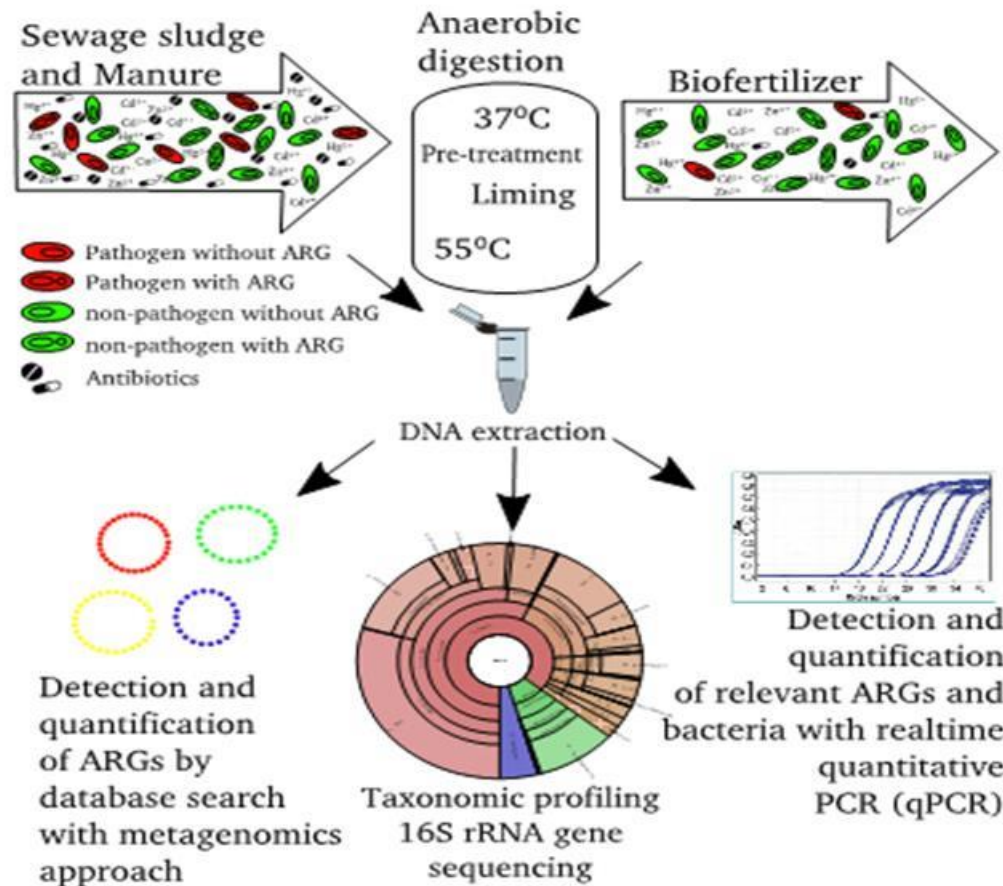 Sewage sludge
and Manure
Anaerobic
digestion
Biofertilizer
37⁰C
Pre-treatment
Liming
55⁰C
Pathogen without ARG
Pathogen with ARG
non-pathogen without ARG
non-pathogen with ARG
Antibiotics
DNA extraction
Detection and
quantification
of ARGs by
database search
with metagenomics
approach
Taxonomic profiling
16S rRNA gene
sequencing
Detection and
quantification
of relevant ARGs and
bacteria with realtime
quantitative
PCR (qPCR)